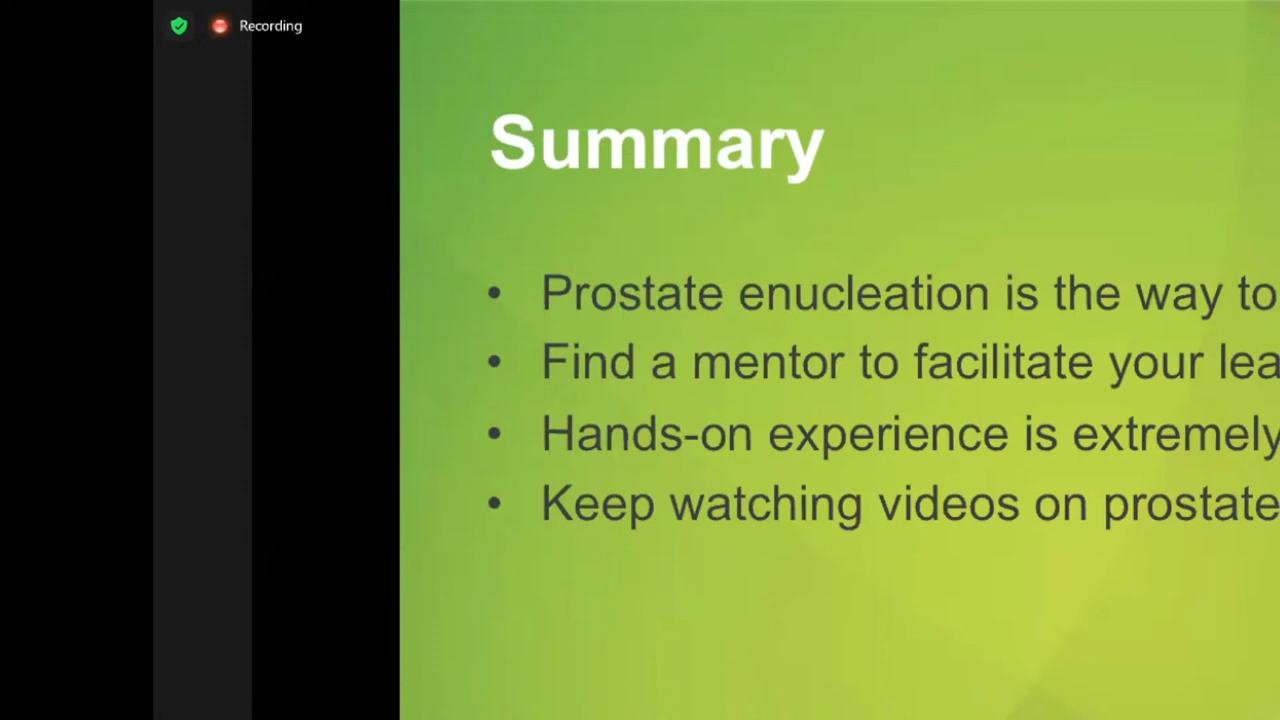 Recording
Summary
• Prostate enucleation is the way to
• Find a mentor to facilitate your lea
• Hands-on experience is extremely
• Keep watching videos on prostate